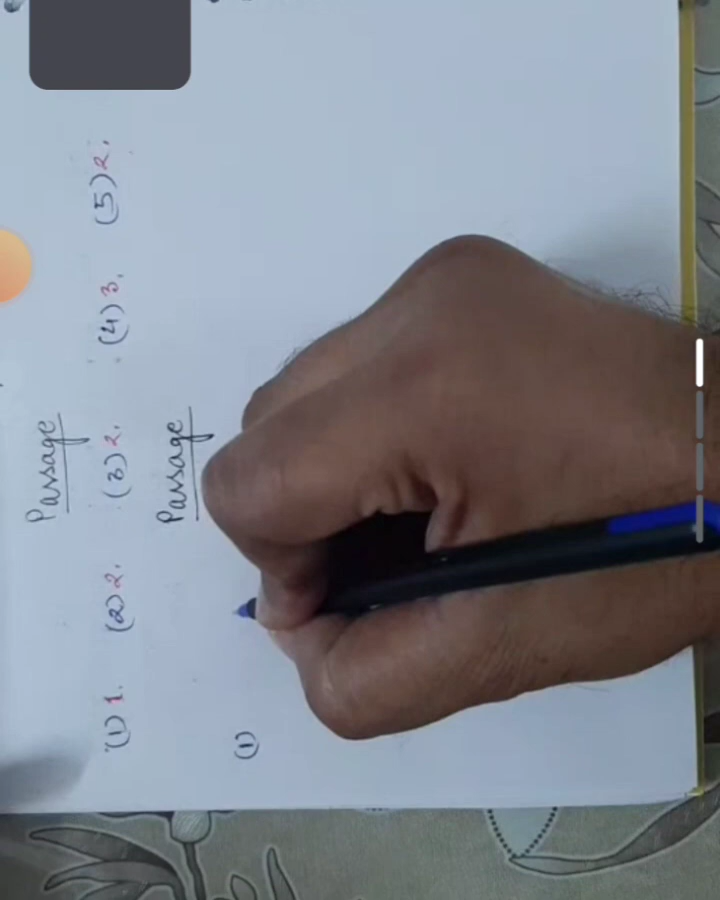 Passage
(1) 1. (2) 2. (3) 2. (4) 3. (5) 2.
Passage
(1)